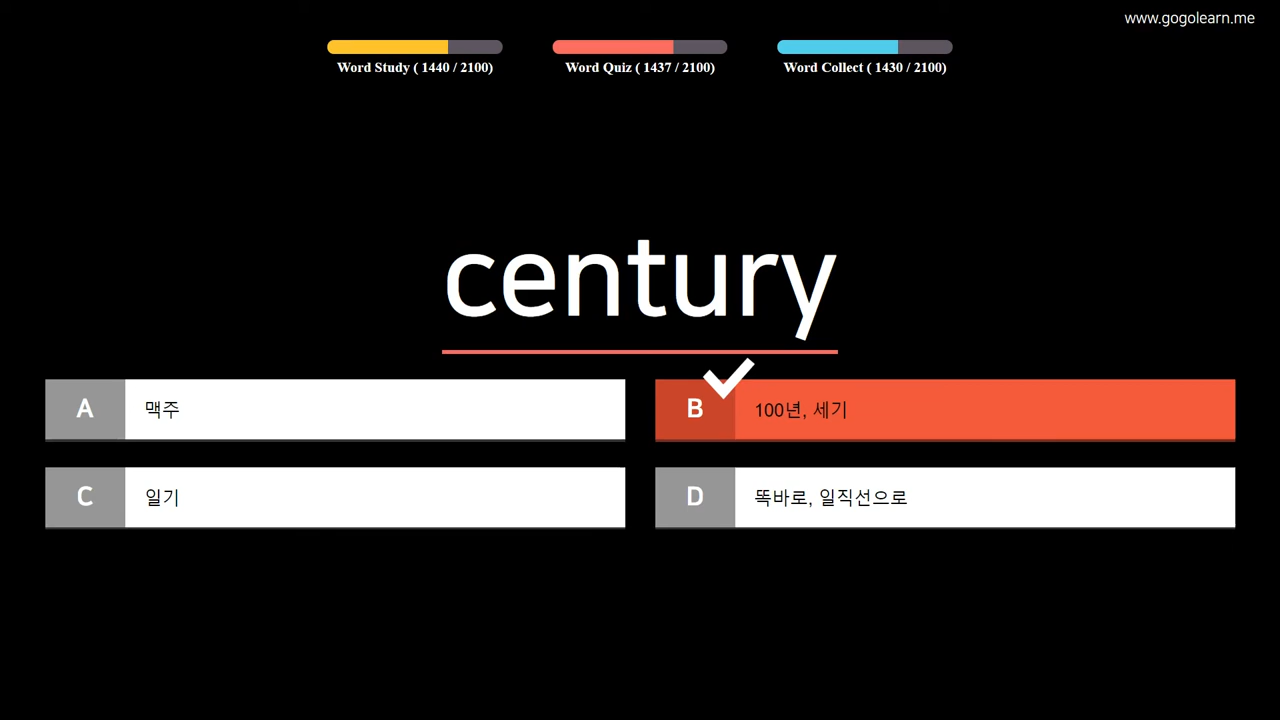 www.gogolearn.me
Word Study ( 1440 / 2100) Word Quiz ( 1437 / 2100) Word Collect ( 1430 / 2100)
century
A 맥주
B 100년, 세기
C 일기
D 똑바로, 일직선으로